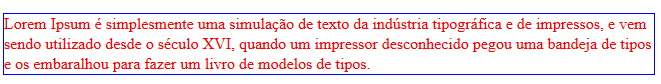 Lorem Ipsum é simplesmente uma simulação de texto da indústria tipográfica e de impressos, e vem
sendo utilizado desde o século XVI, quando um impressor desconhecido pegou uma bandeja de tipos
e os embaralhou para fazer um livro de modelos de tipos.